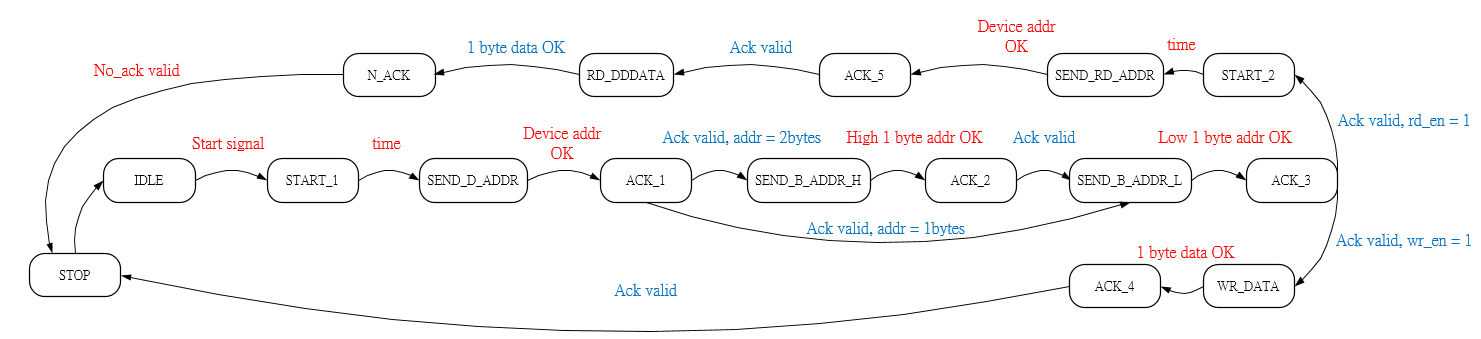 Device addr
OK
time
1 byte data OK
Ack valid
No_ack valid
N_ACK
RD_DDDATA
ACK_5
SEND_RD_ADDR
START_2
Ack valid, rd_en = 1
Start signal
time
Device addr
OK
Ack valid, addr = 2bytes
High 1 byte addr OK
Ack valid
Low 1 byte addr OK
IDLE
START_1
SEND_D_ADDR
ACK_1
SEND_B_ADDR_H
ACK_2
SEND_B_ADDR_L
ACK_3
Ack valid, addr = 1bytes
Ack valid, wr_en = 1
1 byte data OK
STOP
Ack valid
ACK_4
WR_DATA